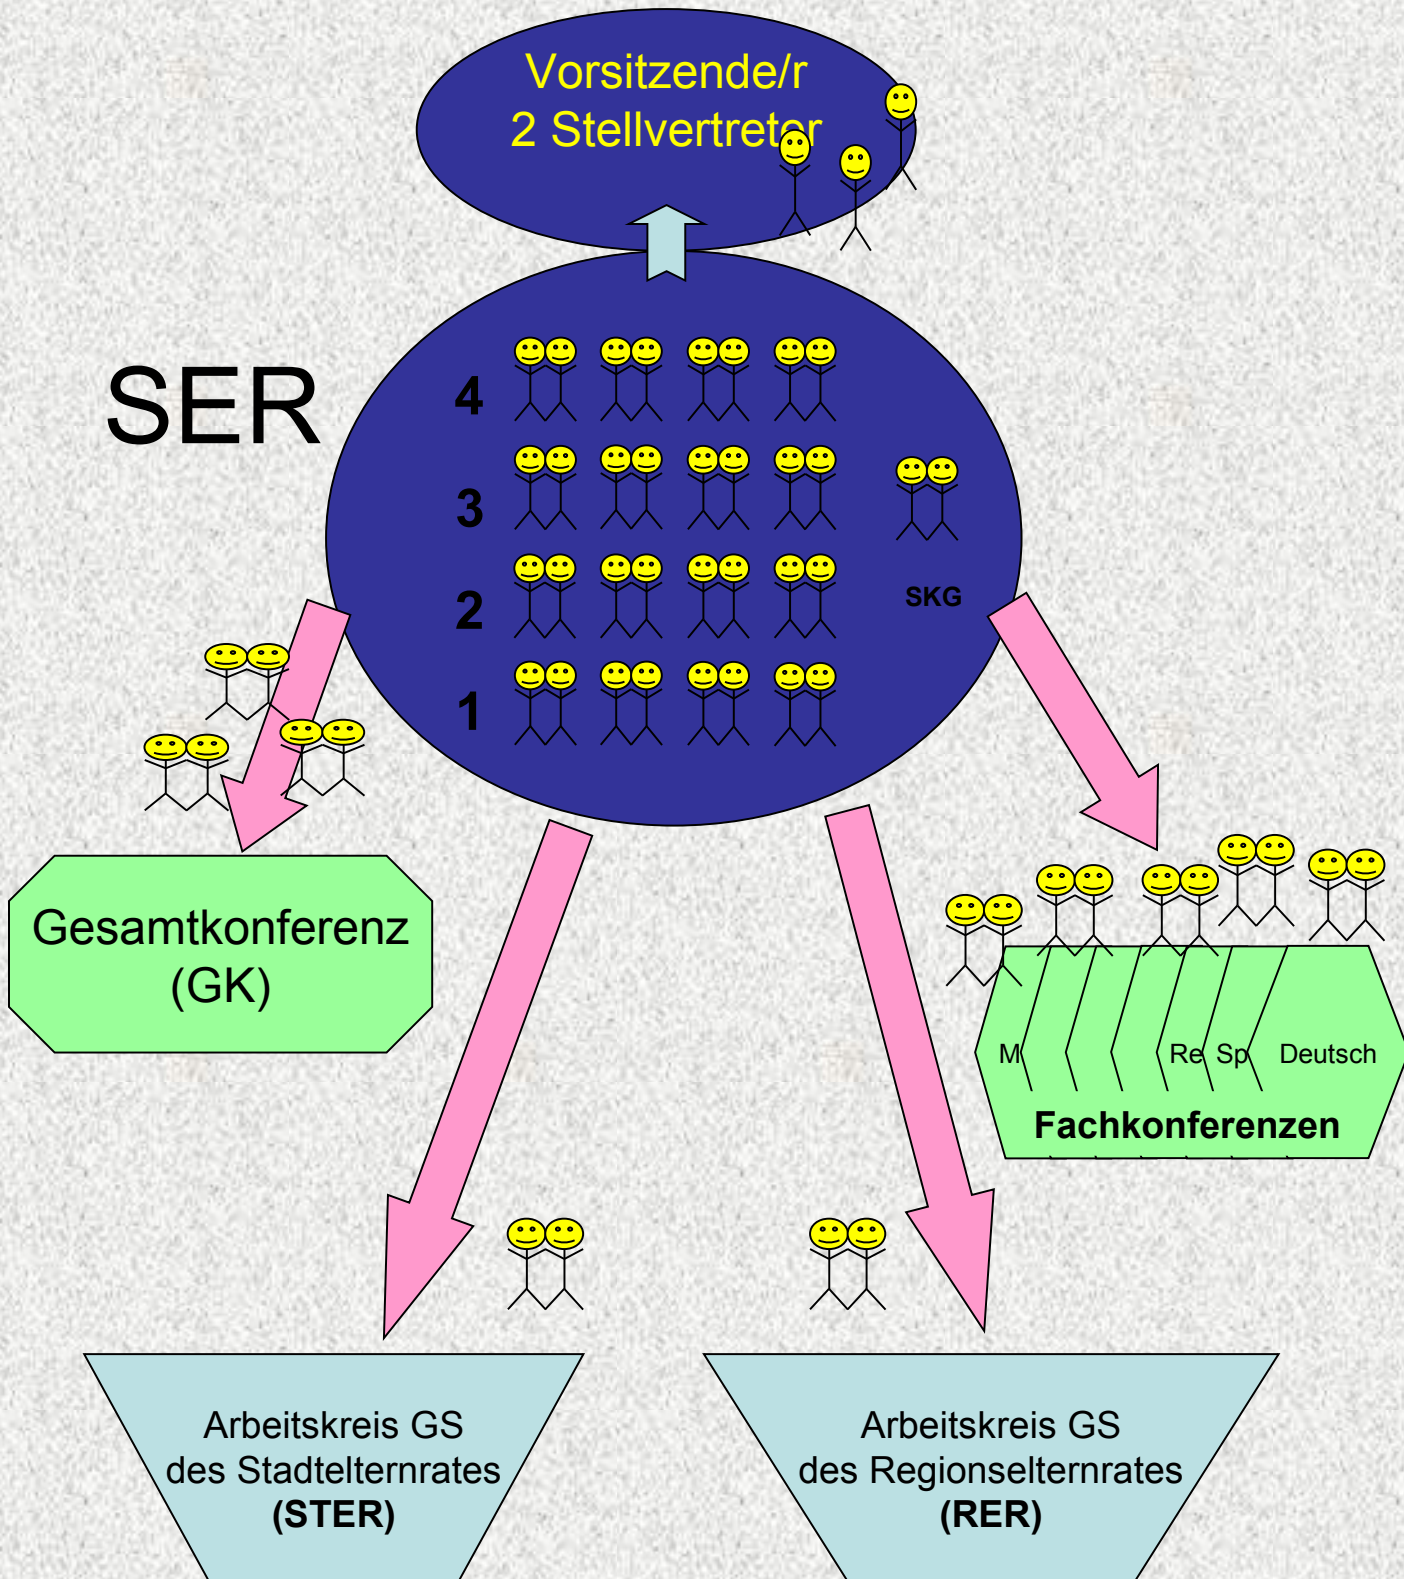 Vorsitzende/r
2 Stellvertreter
SER
4
3
2
1
SKG
Gesamtkonferenz
(GK)
M Re Sp Deutsch
Fachkonferenzen
Arbeitskreis GS
des Stadtelternrates
(STER)
Arbeitskreis GS
des Regionselternrates
(RER)